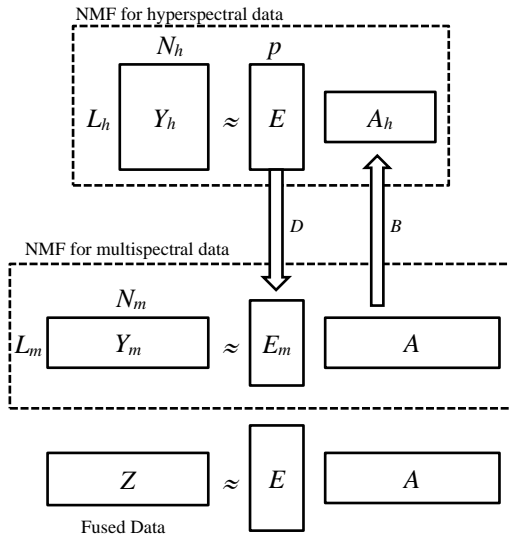 NMF for hyperspectral data
N_h p
L_h Y_h ≈ E A_h
D B
NMF for multispectral data
N_m
L_m Y_m ≈ E_m A
Z ≈ E A
Fused Data